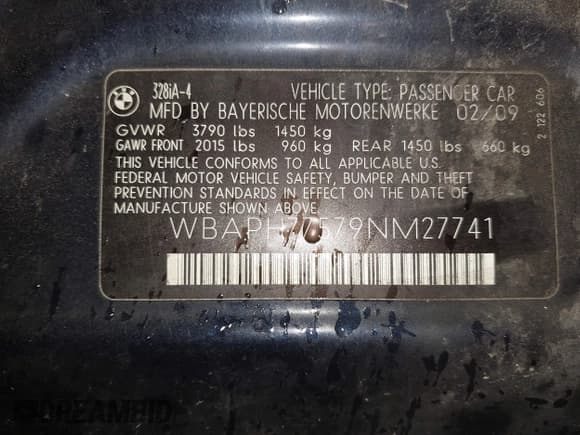 BMW
328iA-4 VEHICLE TYPE: PASSENGER CAR
MFD BY BAYERISCHE MOTORENWERKE 02/09
GVWR 3790 lbs 1450 kg
GAWR FRONT 2015 lbs 960 kg REAR 1450 lbs 660 kg
THIS VEHICLE CONFORMS TO ALL APPLICABLE U.S.
FEDERAL MOTOR VEHICLE SAFETY, BUMPER AND THEFT
PREVENTION STANDARDS IN EFFECT ON THE DATE OF
MANUFACTURE SHOWN ABOVE.
2 122 606
DREAMBID